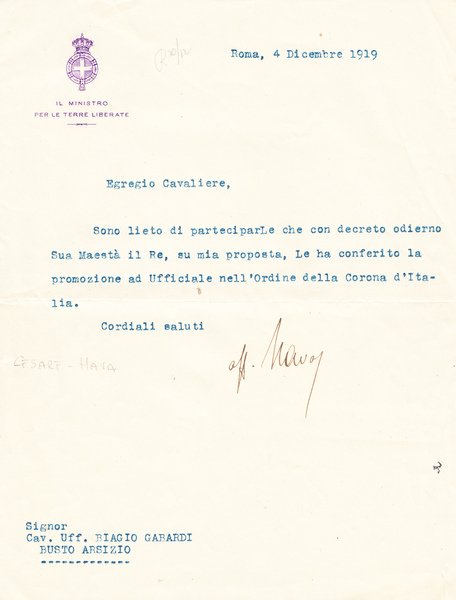 Roma, 4 Dicembre 1919
IL MINISTRO
PER LE TERRE LIBERATE
Egregio Cavaliere,
Sono lieto di parteciparLe che con decreto odierno
Sua Maestà il Re, su mia proposta, Le ha conferito la
promozione ad Ufficiale nell'Ordine della Corona d'Ita-
lia.
Cordiali saluti
aff. Nava
CESARE - NAVA
Signor
Cav. Uff. BIAGIO GABARDI
BUSTO ARSIZIO